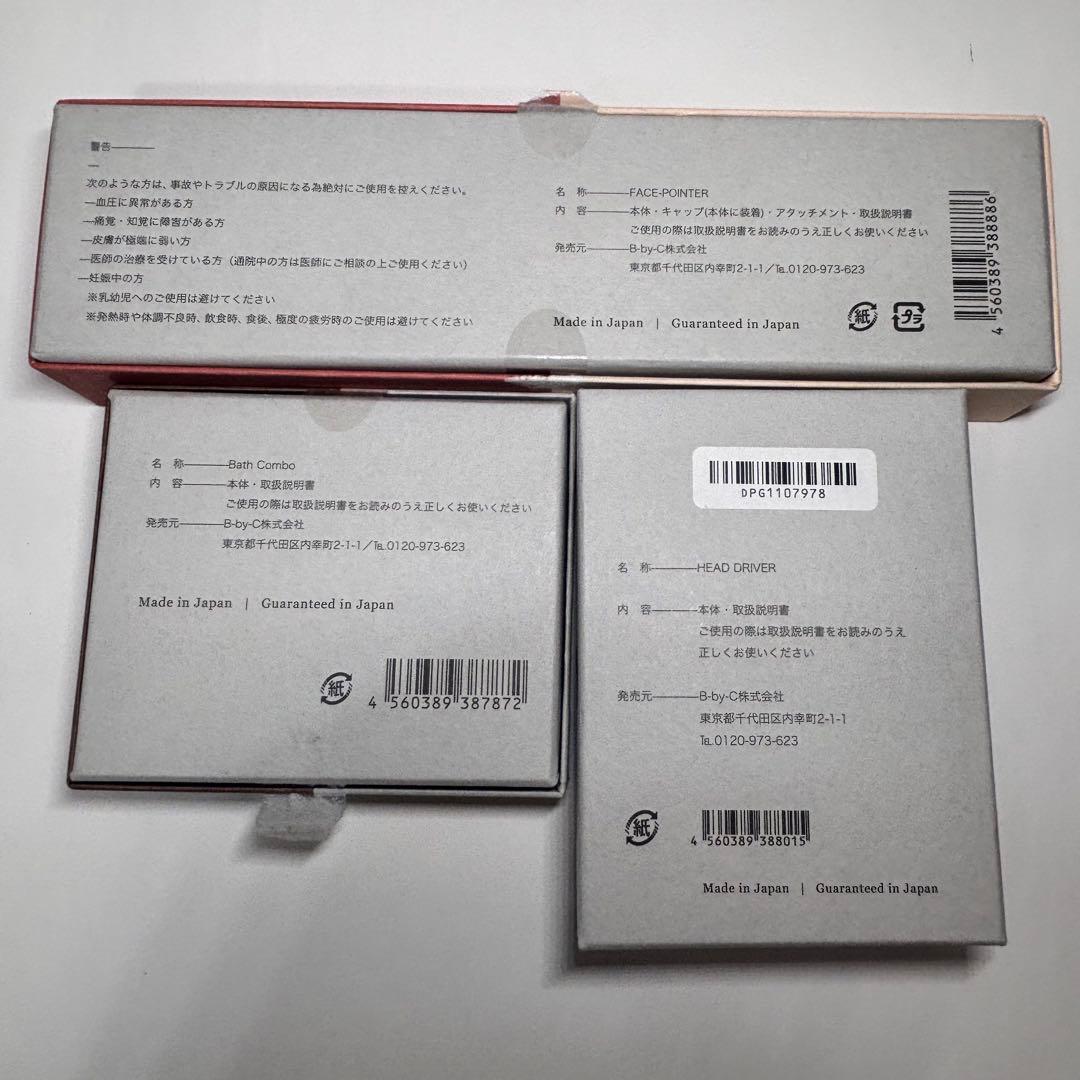 警告
次のような方は、事故やトラブルの原因になる為絶対にご使用を控えください。
―血圧に異常がある方
―痛覚・知覚に障害がある方
―皮膚が極端に弱い方
―医師の治療を受けている方（通院中の方は医師にご相談の上ご使用ください）
―妊娠中の方
※乳幼児へのご使用は避けてください
※発熱時や体調不良時、飲食時、食後、極度の疲労時のご使用は避けてください
名 称―FACE-POINTER
内 容―本体・キャップ(本体に装着)・アタッチメント・取扱説明書
ご使用の際は取扱説明書をお読みのうえ正しくお使いください
発売元―B-by-C株式会社
東京都千代田区内幸町2-1-1／℡.0120-973-623
Made in Japan | Guaranteed in Japan
紙
プラ
4 560389 388886
名 称―Bath Combo
内 容―本体・取扱説明書
ご使用の際は取扱説明書をお読みのうえ正しくお使いください
発売元―B-by-C株式会社
東京都千代田区内幸町2-1-1／℡.0120-973-623
Made in Japan | Guaranteed in Japan
紙
4 560389 387872
DPG1107978
名 称―HEAD DRIVER
内 容―本体・取扱説明書
ご使用の際は取扱説明書をお読みのうえ
正しくお使いください
発売元―B-by-C株式会社
東京都千代田区内幸町2-1-1
℡.0120-973-623
紙
4 560389 388015
Made in Japan | Guaranteed in Japan